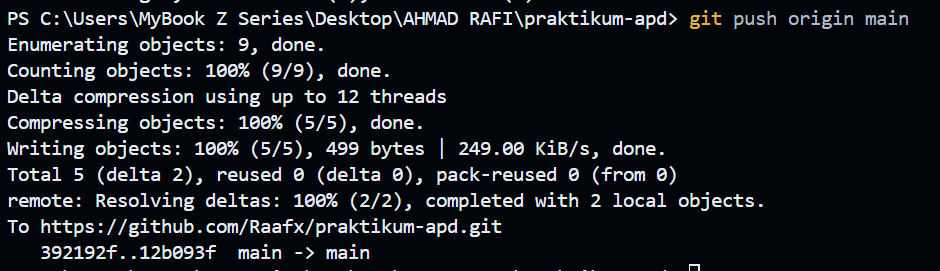 PS C:\Users\MyBook Z Series\Desktop\AHMAD RAFI\praktikum-apd> git push origin main
Enumerating objects: 9, done.
Counting objects: 100% (9/9), done.
Delta compression using up to 12 threads
Compressing objects: 100% (5/5), done.
Writing objects: 100% (5/5), 499 bytes | 249.00 KiB/s, done.
Total 5 (delta 2), reused 0 (delta 0), pack-reused 0 (from 0)
remote: Resolving deltas: 100% (2/2), completed with 2 local objects.
To https://github.com/Raafx/praktikum-apd.git
   392192f..12b093f  main -> main